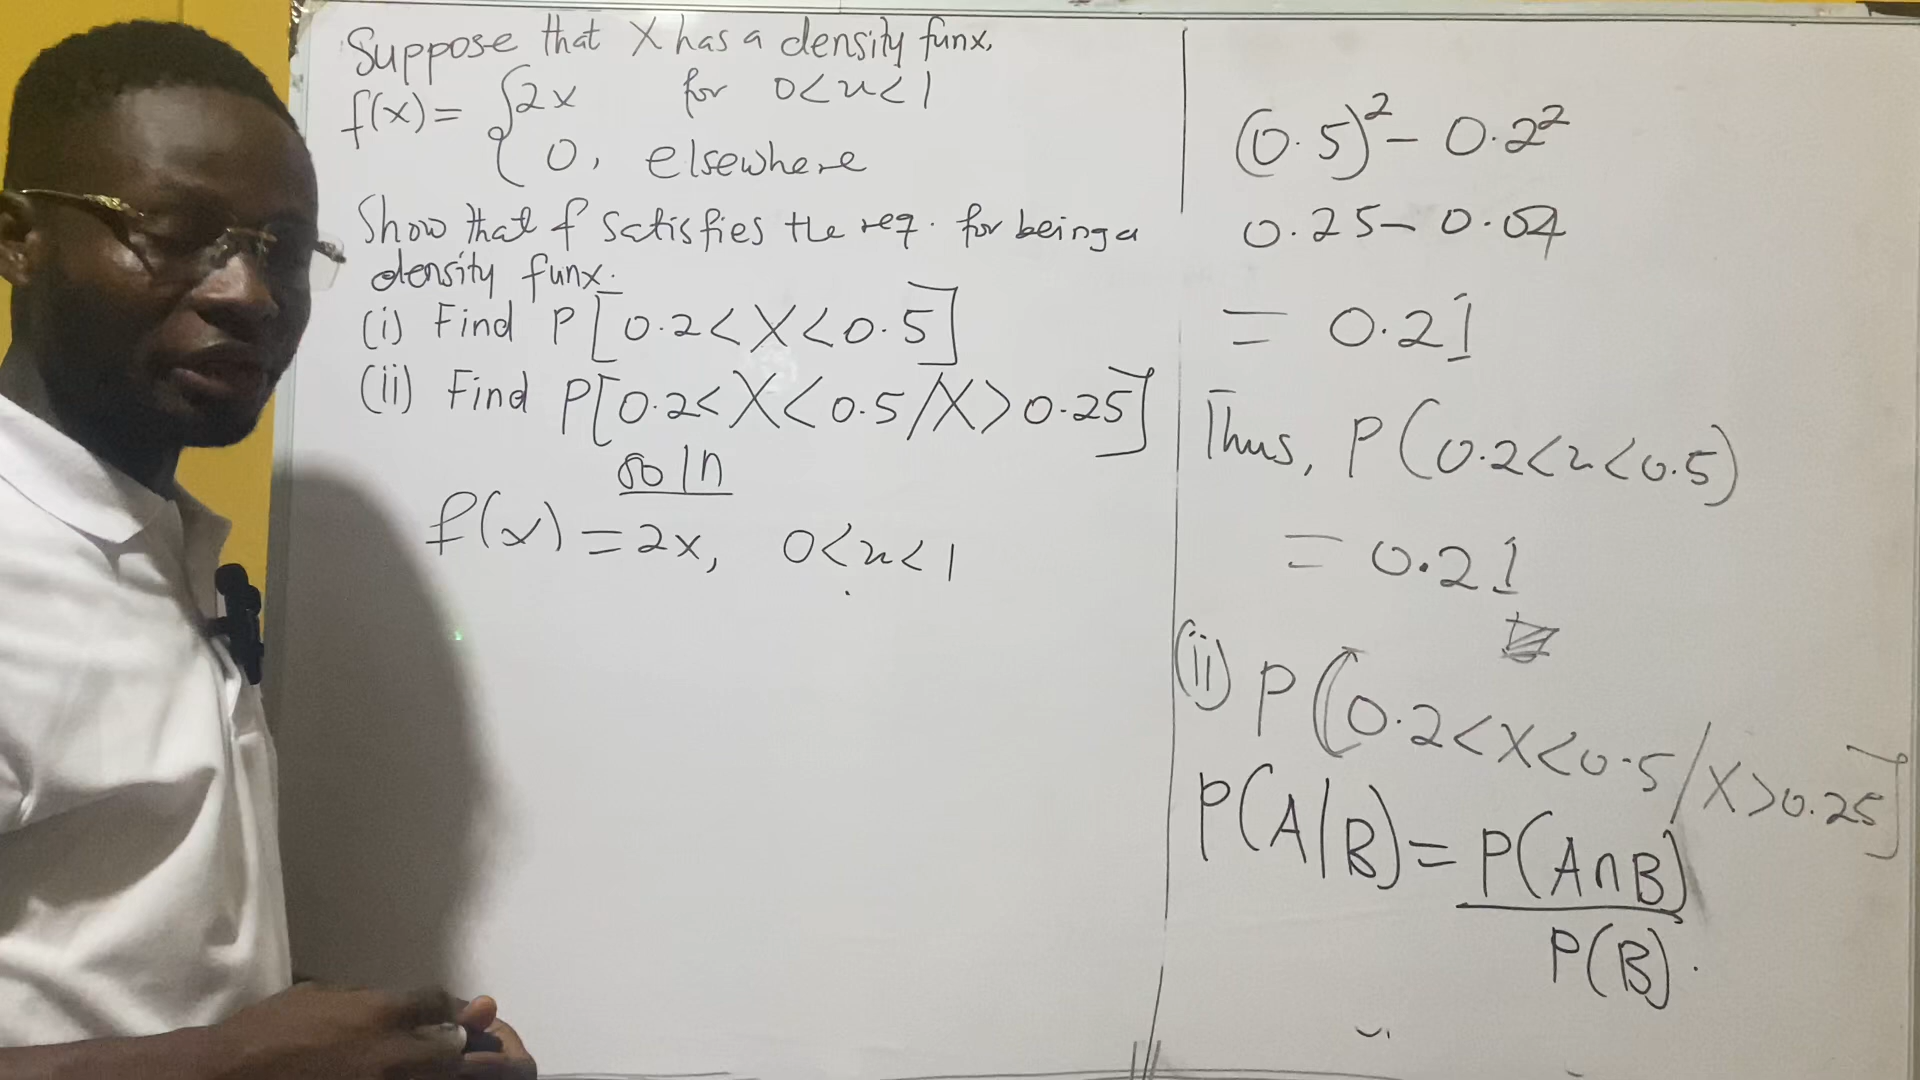 Suppose that X has a density funx.
f(x) = { 2x for 0<x<1
0, elsewhere
Show that f satisfies the req. for being a
density funx.
(i) Find P[0.2<X<0.5]
(ii) Find P[0.2<X<0.5/X>0.25]
soln
f(x) = 2x, 0<x<1
(0.5)² - 0.2²
0.25 - 0.04
= 0.21
Thus, P(0.2<x<0.5)
= 0.21
(ii) P(0.2<X<0.5/X>0.25]
P(A|B) = P(A∩B)
P(B).